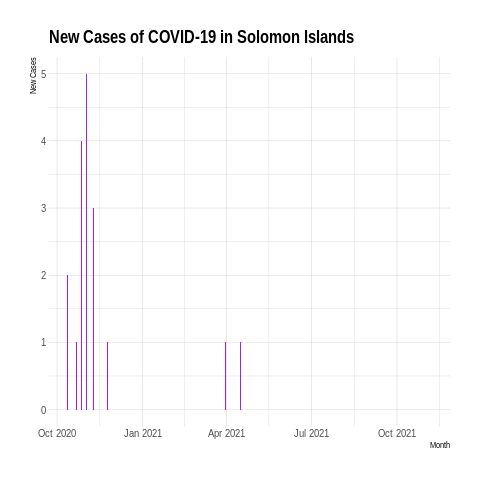 New Cases of COVID-19 in Solomon Islands
New Cases
5
4
3
2
1
0
Oct 2020 Jan 2021 Apr 2021 Jul 2021 Oct 2021
Month